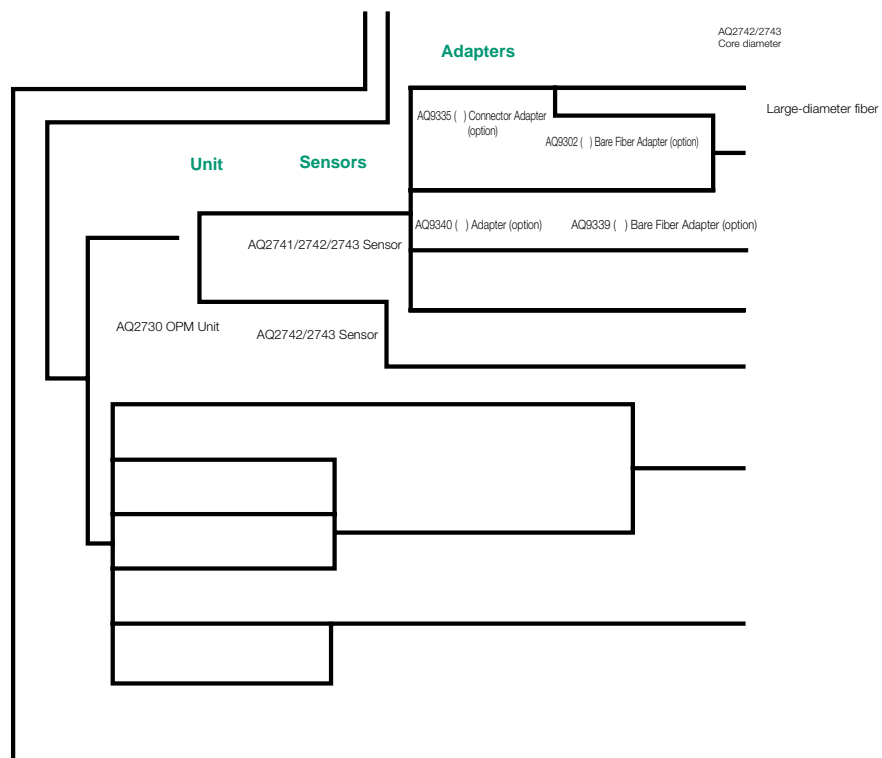 AQ2742/2743
Core diameter
Adapters
Large-diameter fiber
AQ9335 ( ) Connector Adapter
(option)
AQ9302 ( ) Bare Fiber Adapter (option)
Unit
Sensors
AQ9340 ( ) Adapter (option)
AQ9339 ( ) Bare Fiber Adapter (option)
AQ2741/2742/2743 Sensor
AQ2730 OPM Unit
AQ2742/2743 Sensor